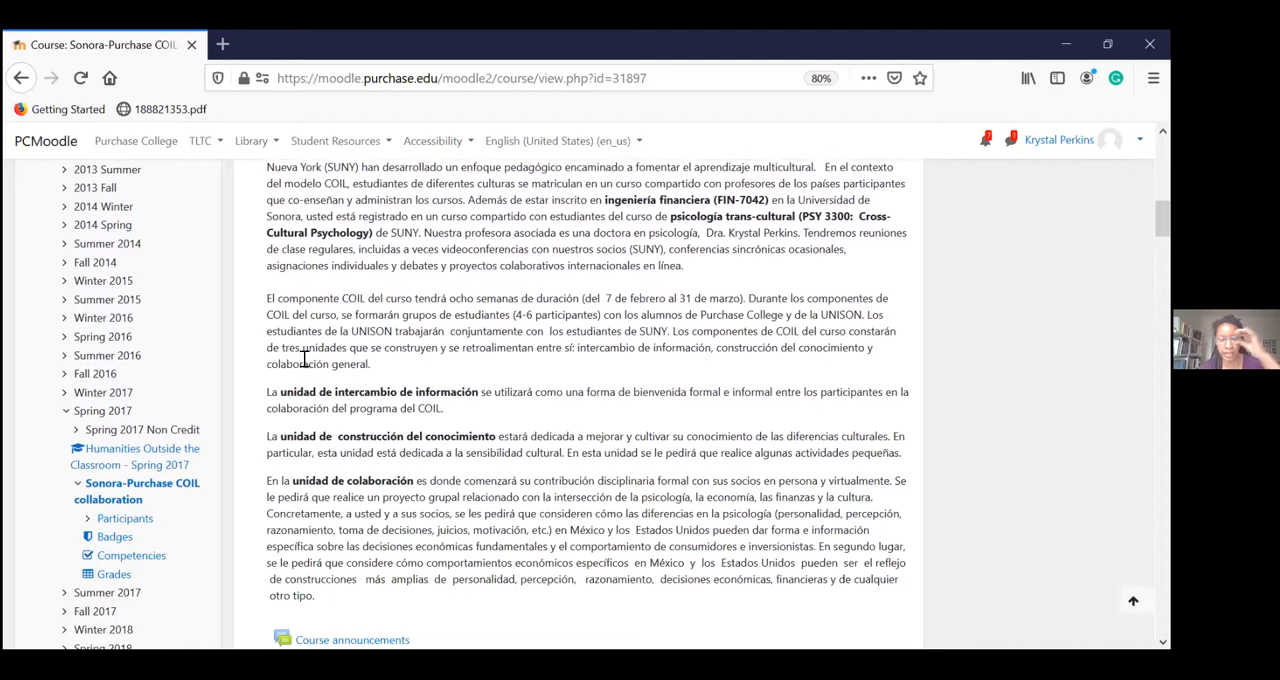 Course: Sonora-Purchase COIL
https://moodle.purchase.edu/moodle2/course/view.php?id=31897
80%
Getting Started
188821353.pdf
PCMoodle
Purchase College
TLTC
Library
Student Resources
Accessibility
English (United States) (en_us)
7
1
Krystal Perkins
2013 Summer
2013 Fall
2014 Winter
2014 Spring
Summer 2014
Fall 2014
Winter 2015
Summer 2015
Winter 2016
Spring 2016
Summer 2016
Fall 2016
Winter 2017
Spring 2017
Spring 2017 Non Credit
Humanities Outside the
Classroom - Spring 2017
Sonora-Purchase COIL
collaboration
Participants
Badges
Competencies
Grades
Summer 2017
Fall 2017
Winter 2018
Spring 2018
Nueva York (SUNY) han desarrollado un enfoque pedagógico encaminado a fomentar el aprendizaje multicultural. En el contexto
del modelo COIL, estudiantes de diferentes culturas se matriculan en un curso compartido con profesores de los países participantes
que co-enseñan y administran los cursos. Además de estar inscrito en ingeniería financiera (FIN-7042) en la Universidad de
Sonora, usted está registrado en un curso compartido con estudiantes del curso de psicología trans-cultural (PSY 3300: Cross-
Cultural Psychology) de SUNY. Nuestra profesora asociada es una doctora en psicología, Dra. Krystal Perkins. Tendremos reuniones
de clase regulares, incluidas a veces videoconferencias con nuestros socios (SUNY), conferencias sincrónicas ocasionales,
asignaciones individuales y debates y proyectos colaborativos internacionales en línea.
El componente COIL del curso tendrá ocho semanas de duración (del 7 de febrero al 31 de marzo). Durante los componentes de
COIL del curso, se formarán grupos de estudiantes (4-6 participantes) con los alumnos de Purchase College y de la UNISON. Los
estudiantes de la UNISON trabajarán conjuntamente con los estudiantes de SUNY. Los componentes de COIL del curso constarán
de tres unidades que se construyen y se retroalimentan entre sí: intercambio de información, construcción del conocimiento y
colaboración general.
La unidad de intercambio de información se utilizará como una forma de bienvenida formal e informal entre los participantes en la
colaboración del programa del COIL.
La unidad de construcción del conocimiento estará dedicada a mejorar y cultivar su conocimiento de las diferencias culturales. En
particular, esta unidad está dedicada a la sensibilidad cultural. En esta unidad se le pedirá que realice algunas actividades pequeñas.
En la unidad de colaboración es donde comenzará su contribución disciplinaria formal con sus socios en persona y virtualmente. Se
le pedirá que realice un proyecto grupal relacionado con la intersección de la psicología, la economía, las finanzas y la cultura.
Concretamente, a usted y a sus socios, se les pedirá que consideren cómo las diferencias en la psicología (personalidad, percepción,
razonamiento, toma de decisiones, juicios, motivación, etc.) en México y los Estados Unidos pueden dar forma e información
específica sobre las decisiones económicas fundamentales y el comportamiento de consumidores e inversionistas. En segundo lugar,
se le pedirá que considere cómo comportamientos económicos específicos en México y los Estados Unidos pueden ser el reflejo
de construcciones más amplias de personalidad, percepción, razonamiento, decisiones económicas, financieras y de cualquier
otro tipo.
Course announcements